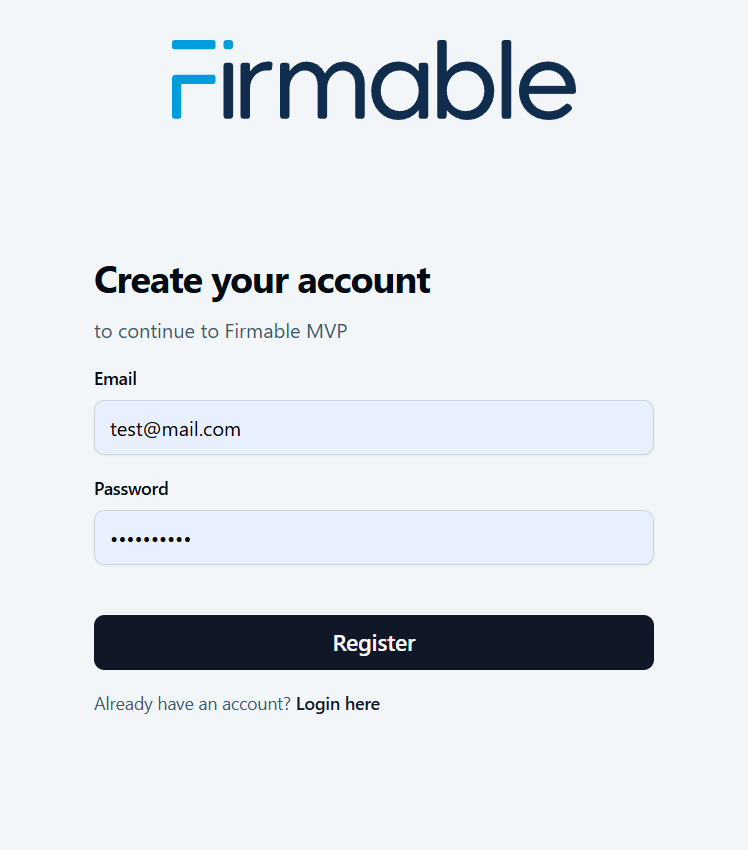 Firmable
Create your account
to continue to Firmable MVP
Email
test@mail.com
Password
••••••••••
Register
Already have an account? Login here